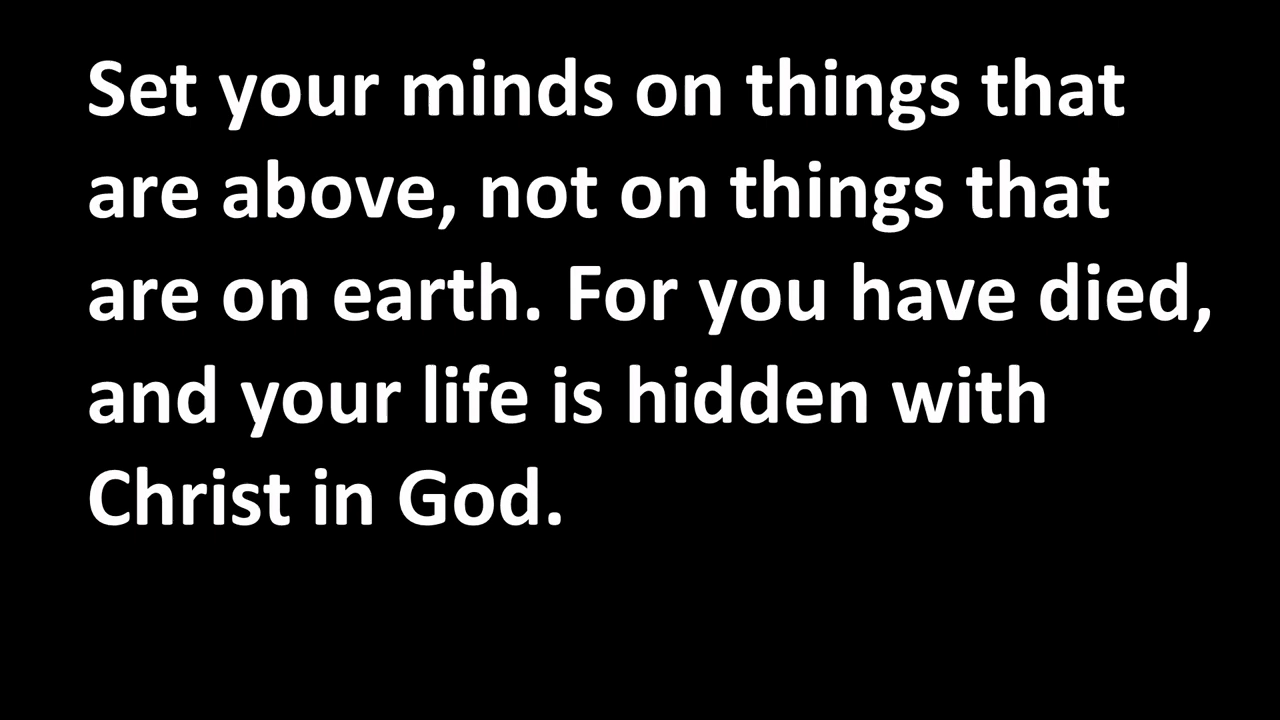 Set your minds on things that
are above, not on things that
are on earth. For you have died,
and your life is hidden with
Christ in God.